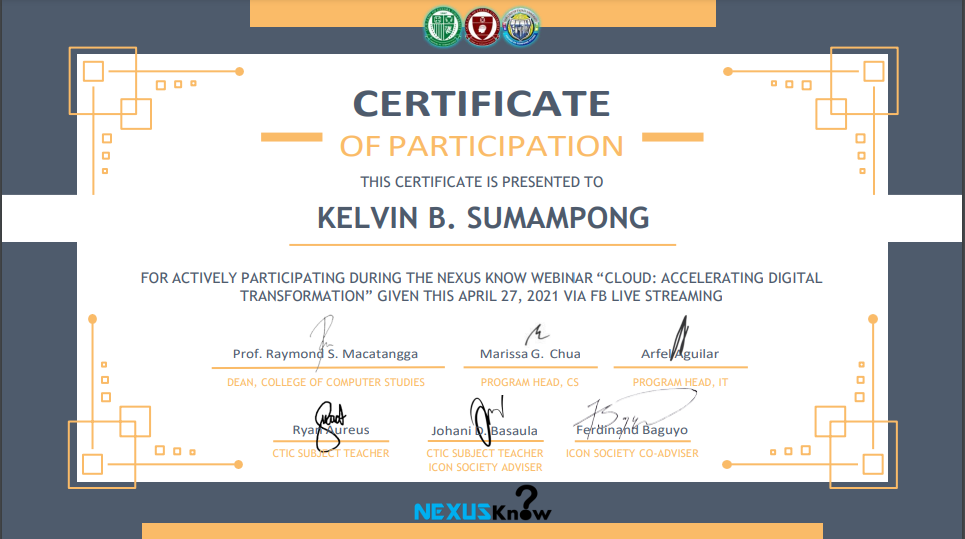 CERTIFICATE
OF PARTICIPATION
THIS CERTIFICATE IS PRESENTED TO
KELVIN B. SUMAMPONG
FOR ACTIVELY PARTICIPATING DURING THE NEXUS KNOW WEBINAR “CLOUD: ACCELERATING DIGITAL
TRANSFORMATION” GIVEN THIS APRIL 27, 2021 VIA FB LIVE STREAMING
Prof. Raymond S. Macatangga
Marissa G. Chua
Arfel Aguilar
DEAN, COLLEGE OF COMPUTER STUDIES
PROGRAM HEAD, CS
PROGRAM HEAD, IT
Ryan Aureus
Johani D. Basaula
Ferdinand Baguyo
CTIC SUBJECT TEACHER
CTIC SUBJECT TEACHER
ICON SOCIETY ADVISER
ICON SOCIETY CO-ADVISER
NEXUSKnow?